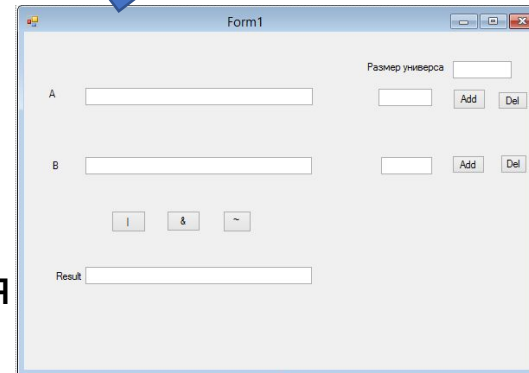 Form1
Размер универса
A Add Del
B Add Del
| & ~
я
Result